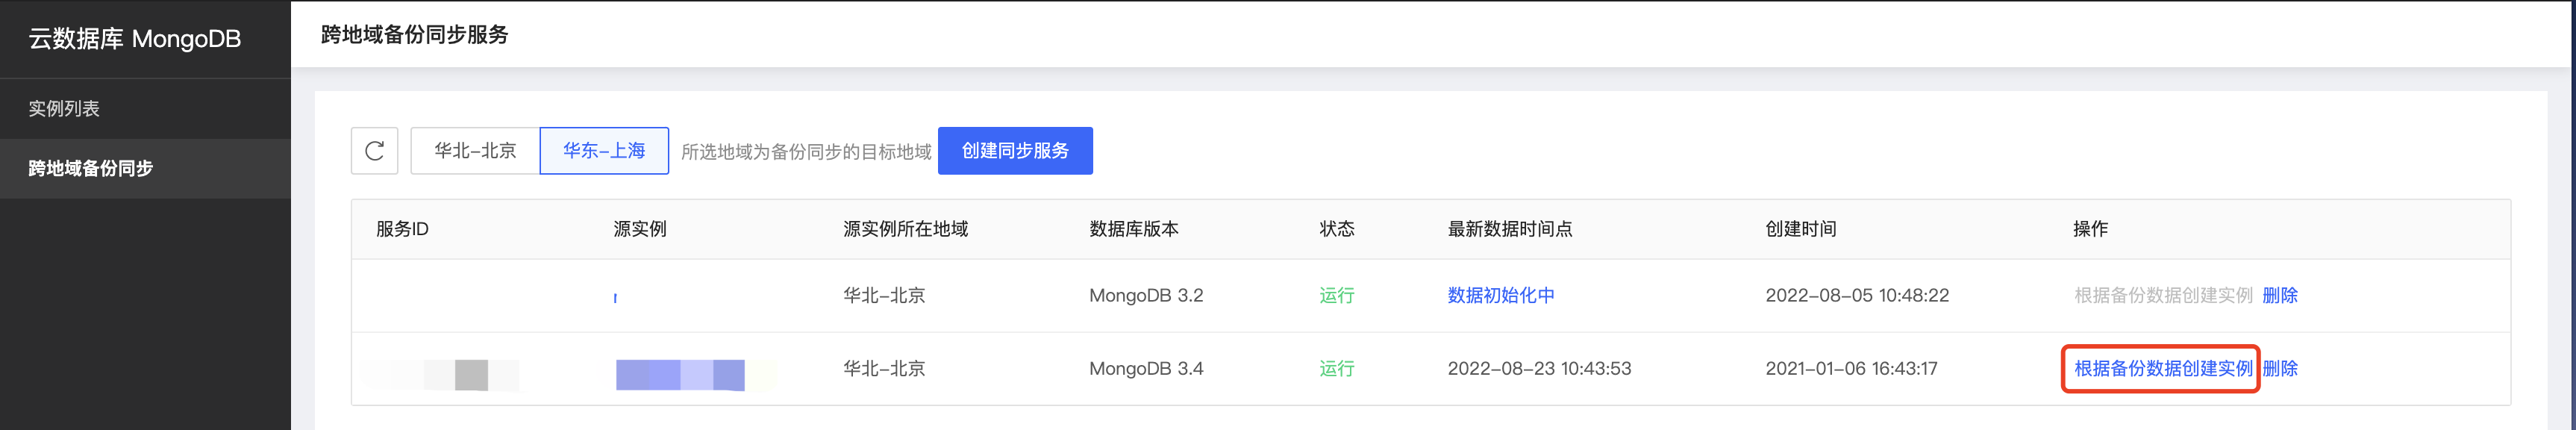 云数据库 MongoDB
实例列表
跨地域备份同步
跨地域备份同步服务
华北-北京 华东-上海 所选地域为备份同步的目标地域 创建同步服务
服务ID 源实例 源实例所在地域 数据库版本 状态 最新数据时间点 创建时间 操作
华北-北京 MongoDB 3.2 运行 数据初始化中 2022-08-05 10:48:22 根据备份数据创建实例 删除
华北-北京 MongoDB 3.4 运行 2022-08-23 10:43:53 2021-01-06 16:43:17 根据备份数据创建实例 删除